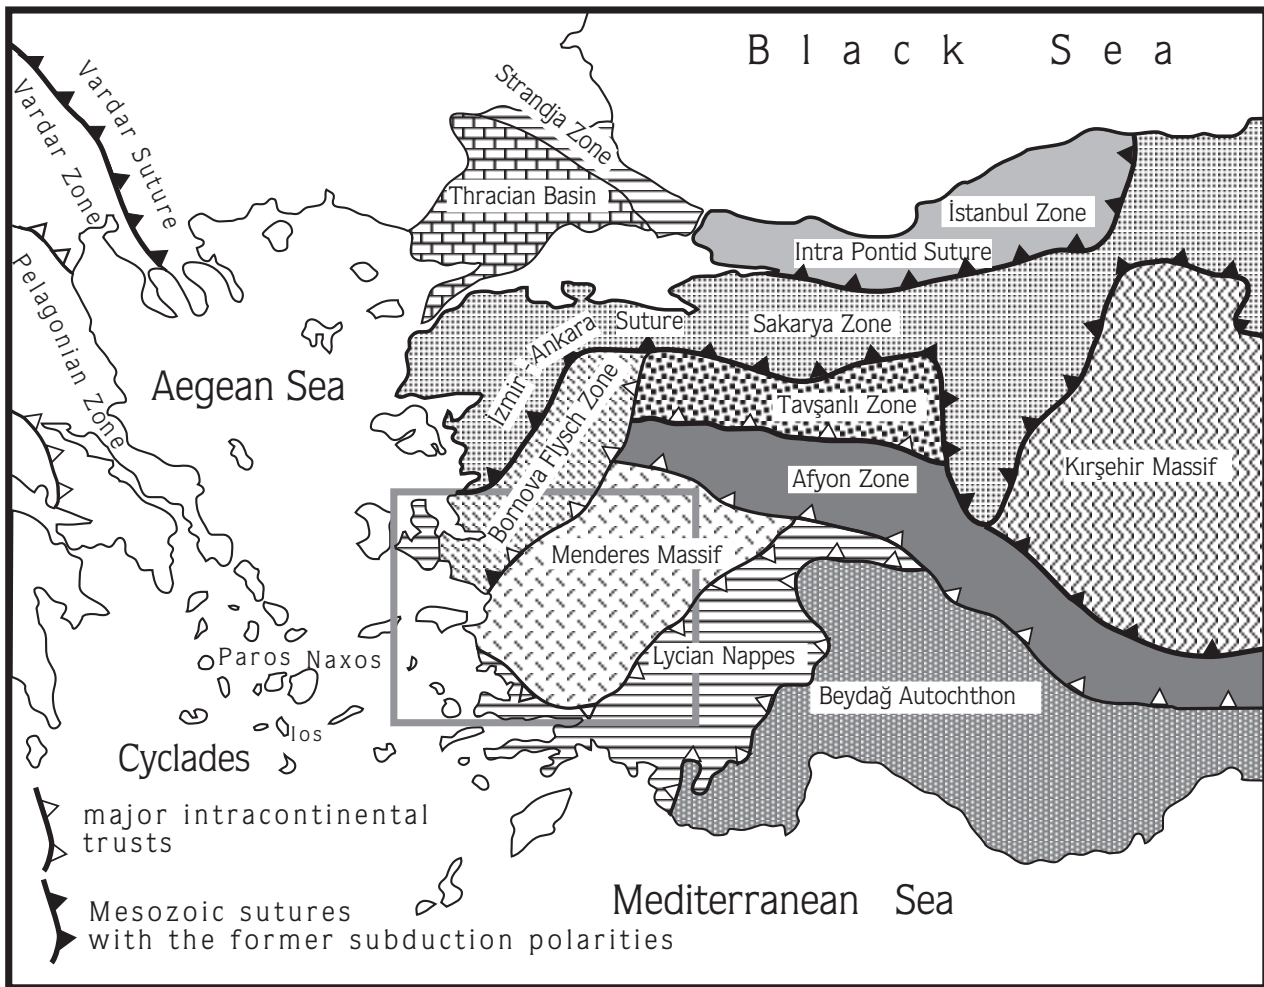 Black Sea
Vardar Suture
Vardar Zone
Strandja Zone
Thracian Basin
İstanbul Zone
Intra Pontid Suture
Pelagonian Zone
Suture
Sakarya Zone
İzmir - Ankara
Aegean Sea
Tavşanlı Zone
Bornova Flysch Zone
Kırşehir Massif
Afyon Zone
Menderes Massif
Paros Naxos
Lycian Nappes
Beydağ Autochthon
Ios
Cyclades
major intracontinental
trusts
Mediterranean Sea
Mesozoic sutures
with the former subduction polarities